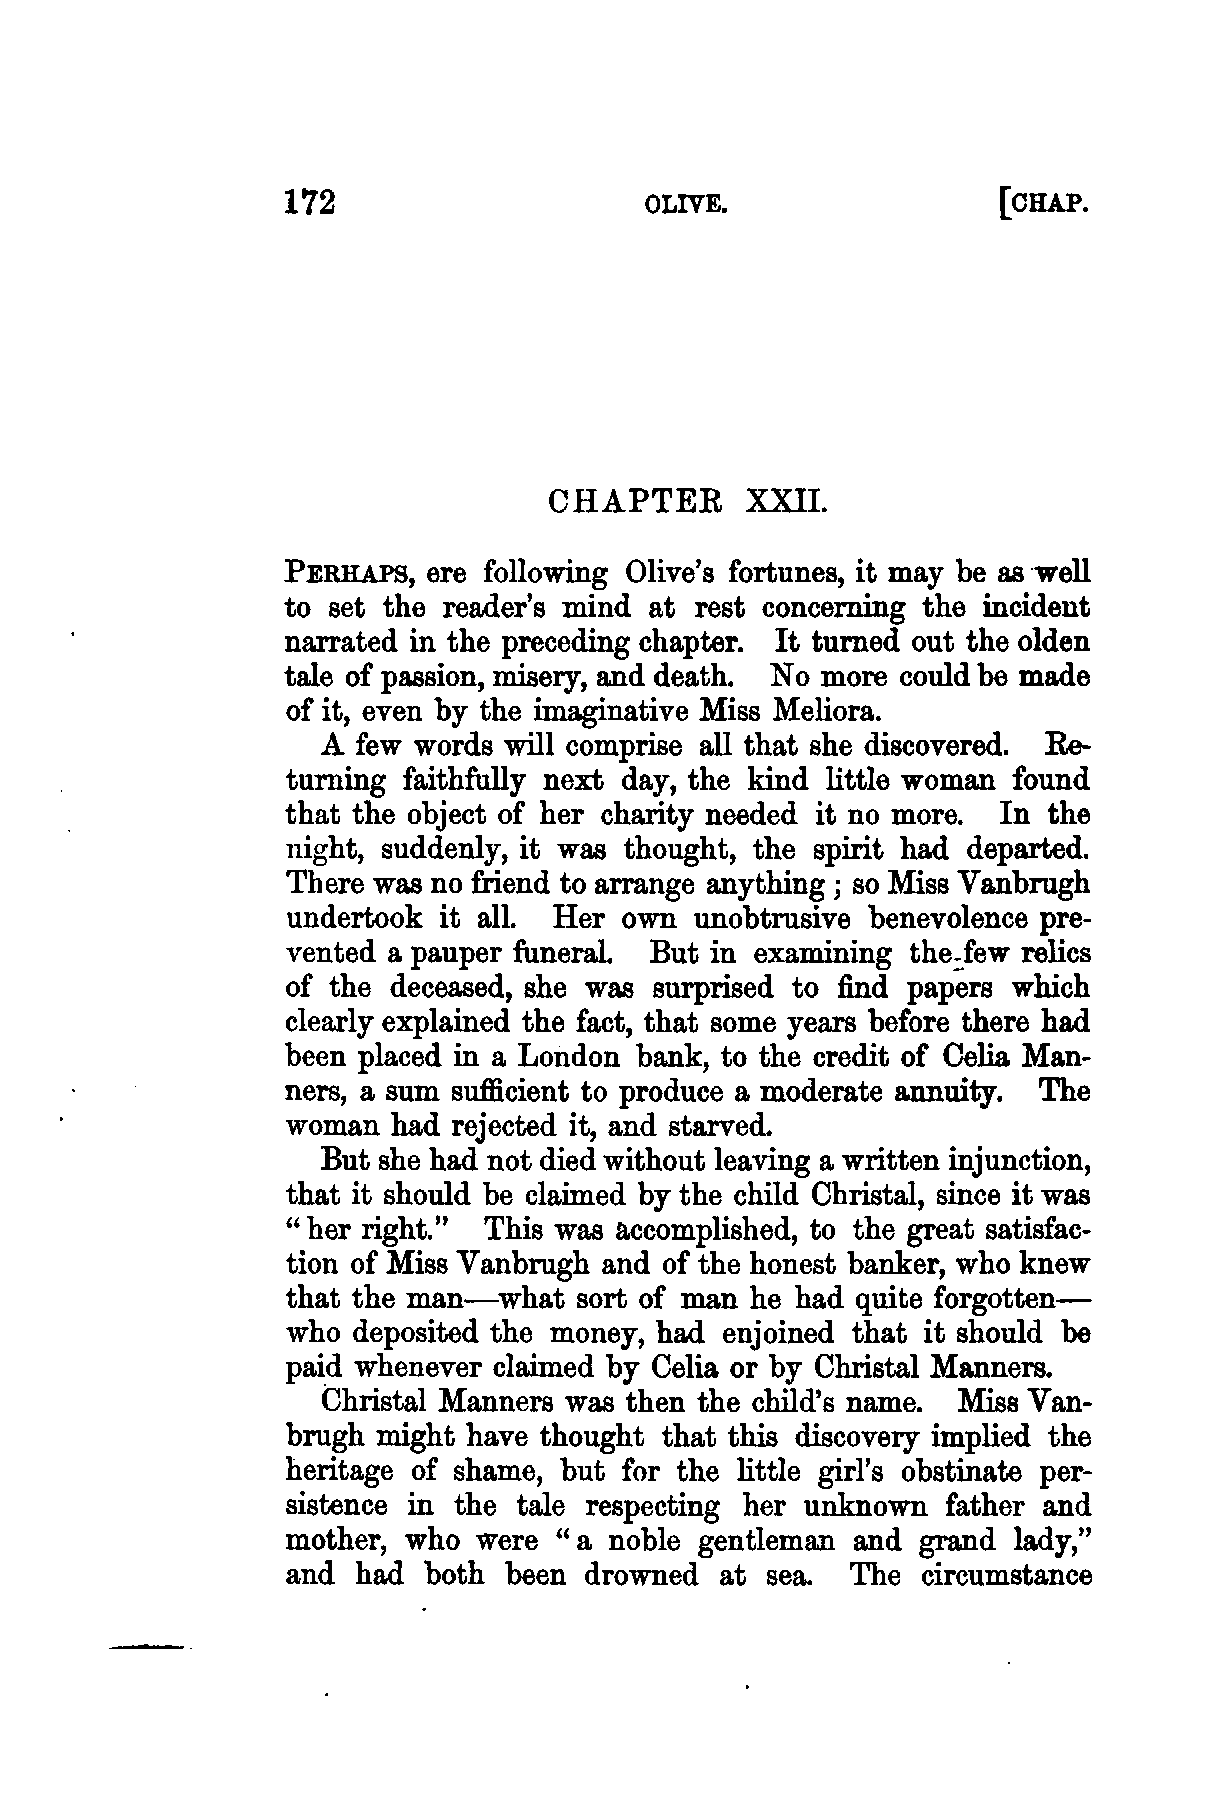 172 OLIVE. [CHAP.
CHAPTER XXII.
PERHAPS, ere following Olive's fortunes, it may be as well
to set the reader's mind at rest concerning the incident
narrated in the preceding chapter. It turned out the olden
tale of passion, misery, and death. No more could be made
of it, even by the imaginative Miss Meliora.
A few words will comprise all that she discovered. Re-
turning faithfully next day, the kind little woman found
that the object of her charity needed it no more. In the
night, suddenly, it was thought, the spirit had departed.
There was no friend to arrange anything; so Miss Vanbrugh
undertook it all. Her own unobtrusive benevolence pre-
vented a pauper funeral. But in examining the few relics
of the deceased, she was surprised to find papers which
clearly explained the fact, that some years before there had
been placed in a London bank, to the credit of Celia Man-
ners, a sum sufficient to produce a moderate annuity. The
woman had rejected it, and starved.
But she had not died without leaving a written injunction,
that it should be claimed by the child Christal, since it was
"her right." This was accomplished, to the great satisfac-
tion of Miss Vanbrugh and of the honest banker, who knew
that the man—what sort of man he had quite forgotten—
who deposited the money, had enjoined that it should be
paid whenever claimed by Celia or by Christal Manners.
Christal Manners was then the child's name. Miss Van-
brugh might have thought that this discovery implied the
heritage of shame, but for the little girl's obstinate per-
sistence in the tale respecting her unknown father and
mother, who were "a noble gentleman and grand lady,"
and had both been drowned at sea. The circumstance